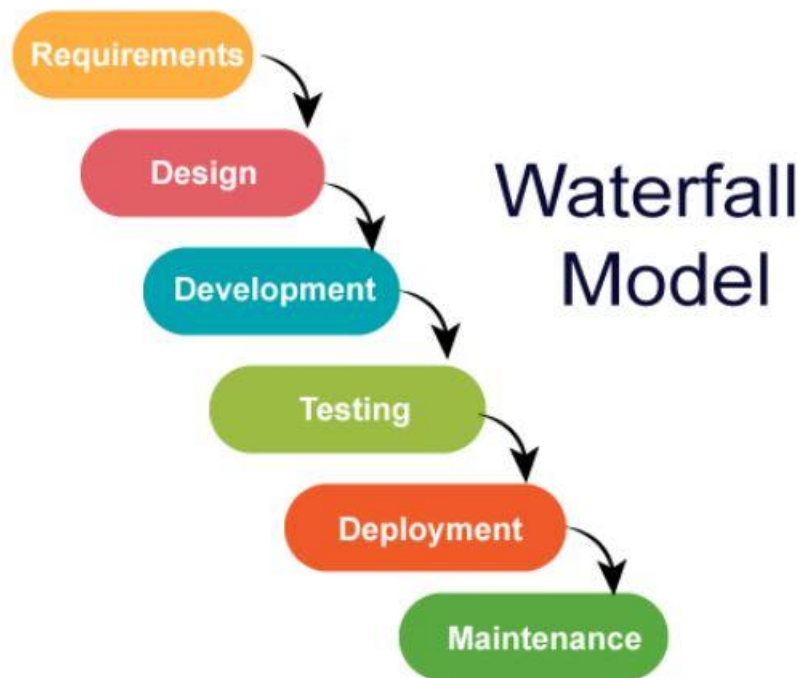 Requirements
Design
Waterfall
Model
Development
Testing
Deployment
Maintenance